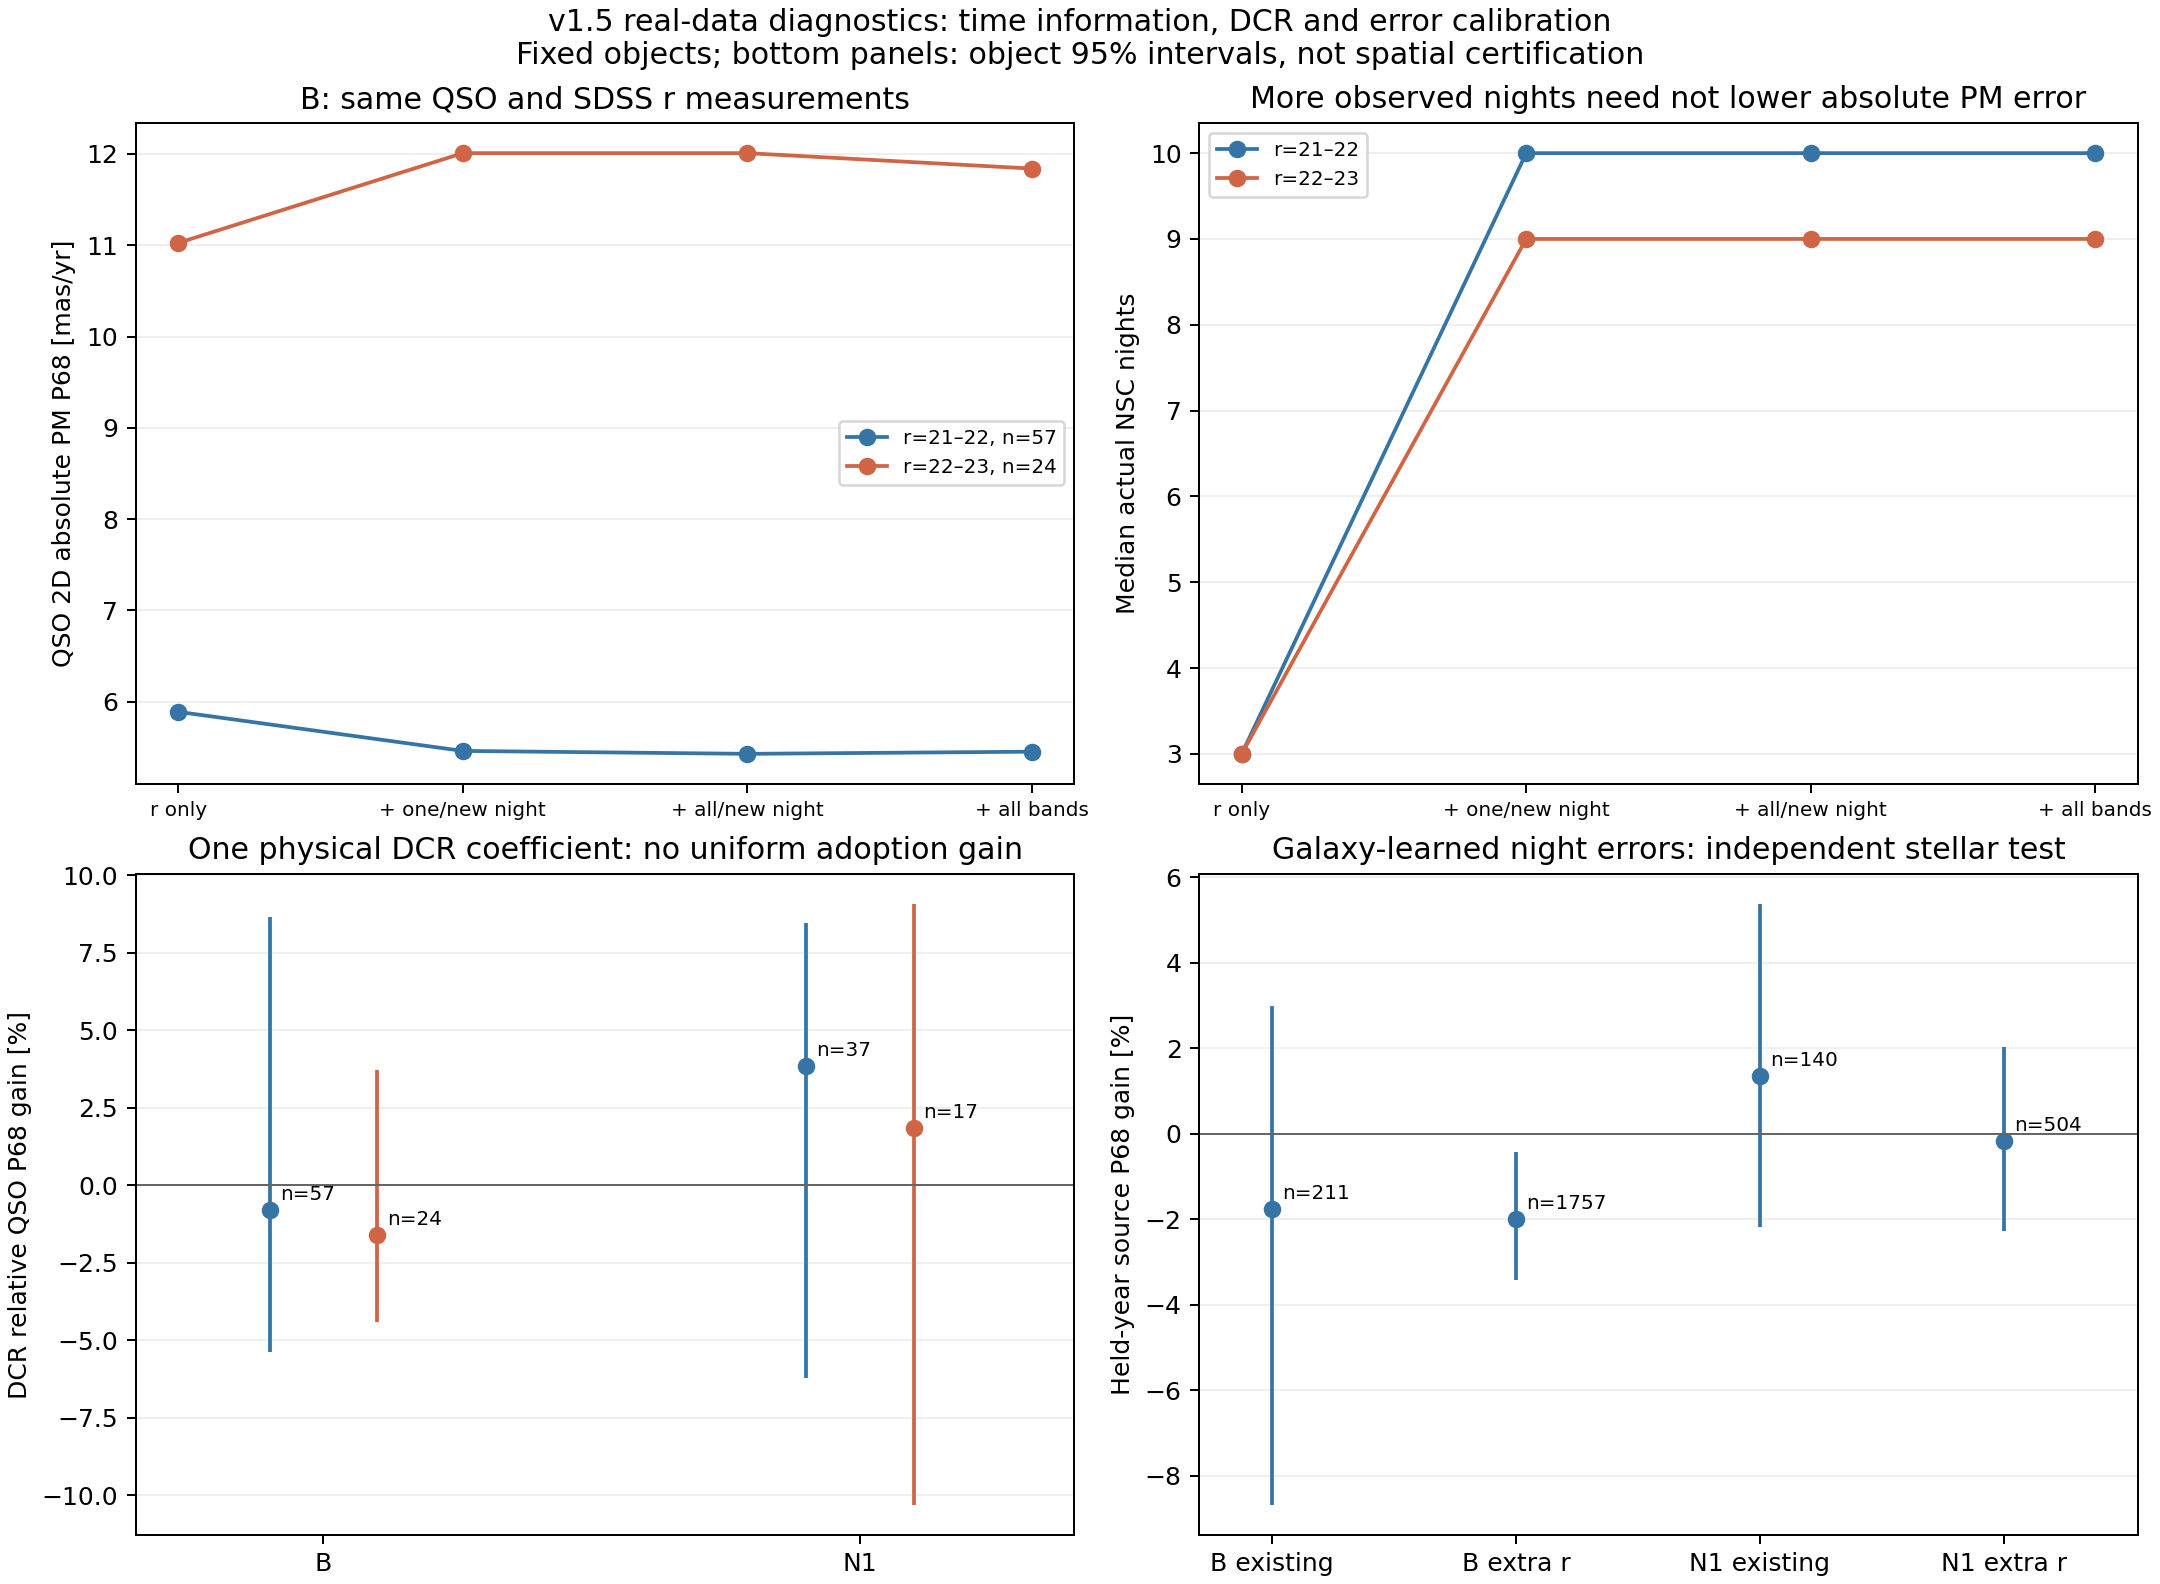 v1.5 real-data diagnostics: time information, DCR and error calibration
Fixed objects; bottom panels: object 95% intervals, not spatial certification
B: same QSO and SDSS r measurements
QSO 2D absolute PM P68 [mas/yr]
12
11
10
9
8
7
6
r=21–22, n=57
r=22–23, n=24
r only
+ one/new night
+ all/new night
+ all bands
More observed nights need not lower absolute PM error
Median actual NSC nights
10
9
8
7
6
5
4
3
r=21–22
r=22–23
r only
+ one/new night
+ all/new night
+ all bands
One physical DCR coefficient: no uniform adoption gain
DCR relative QSO P68 gain [%]
10.0
7.5
5.0
2.5
0.0
−2.5
−5.0
−7.5
−10.0
n=57
n=24
n=37
n=17
B
N1
Galaxy-learned night errors: independent stellar test
Held-year source P68 gain [%]
6
4
2
0
−2
−4
−6
−8
n=211
n=1757
n=140
n=504
B existing
B extra r
N1 existing
N1 extra r